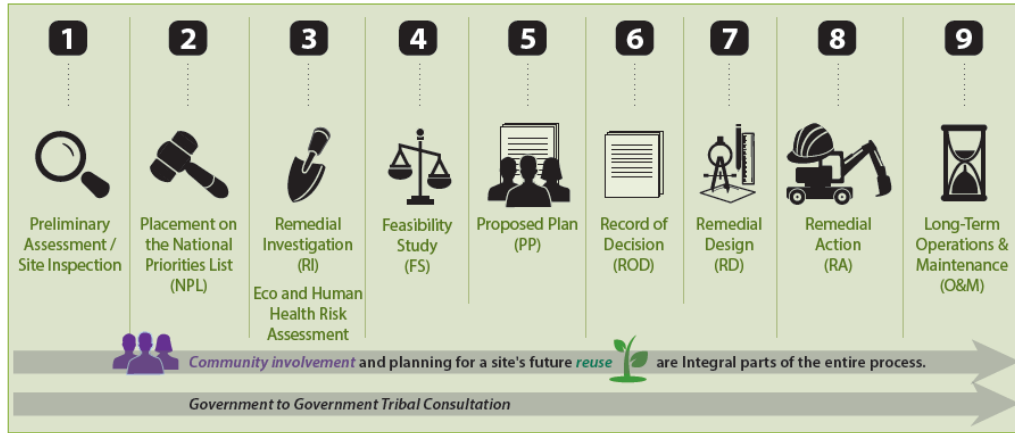 1
2
3
4
5
6
7
8
9
Preliminary
Assessment /
Site Inspection
Placement on
the National
Priorities List
(NPL)
Remedial
Investigation
(RI)
Eco and Human
Health Risk
Assessment
Feasibility
Study
(FS)
Proposed Plan
(PP)
Record of
Decision
(ROD)
Remedial
Design
(RD)
Remedial
Action
(RA)
Long-Term
Operations &
Maintenance
(O&M)
Community involvement and planning for a site's future reuse are Integral parts of the entire process.
Government to Government Tribal Consultation